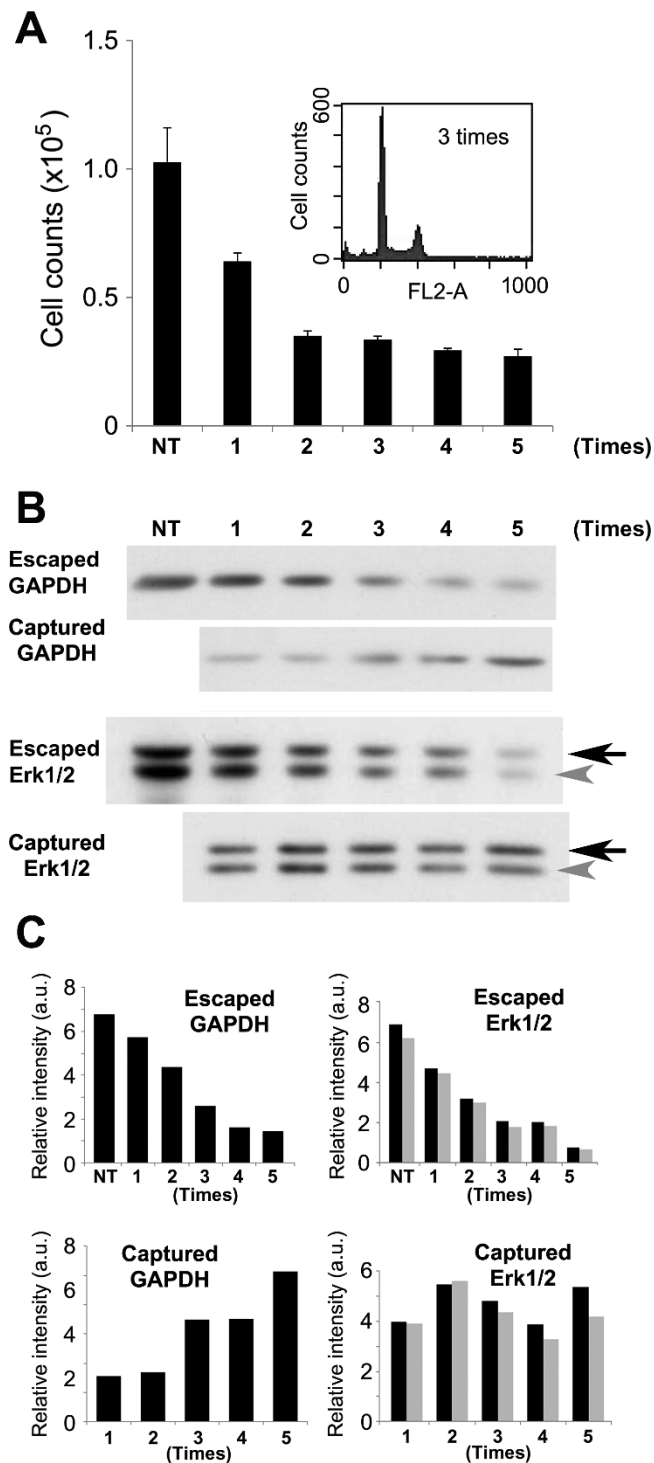 A
Cell counts (x10⁵)
1.5
1.0
0.5
0
NT 1 2 3 4 5 (Times)
Cell counts
600
0
3 times
0 1000
FL2-A
B
NT 1 2 3 4 5 (Times)
Escaped
GAPDH
Captured
GAPDH
Escaped
Erk1/2
Captured
Erk1/2
C
Relative intensity (a.u.)
8
6
4
2
0
Escaped
GAPDH
NT 1 2 3 4 5
(Times)
Relative intensity (a.u.)
8
6
4
2
0
Escaped
Erk1/2
NT 1 2 3 4 5
(Times)
Relative intensity (a.u.)
8
6
4
2
0
Captured
GAPDH
1 2 3 4 5
(Times)
Relative intensity (a.u.)
8
6
4
2
0
Captured
Erk1/2
1 2 3 4 5
(Times)